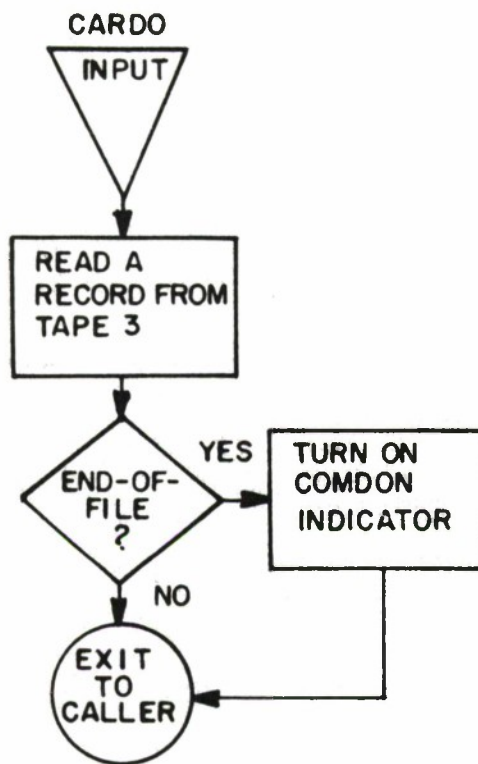 CARDO
INPUT
READ A
RECORD FROM
TAPE 3
END-OF-
FILE
?
YES
TURN ON
COMDON
INDICATOR
NO
EXIT
TO
CALLER